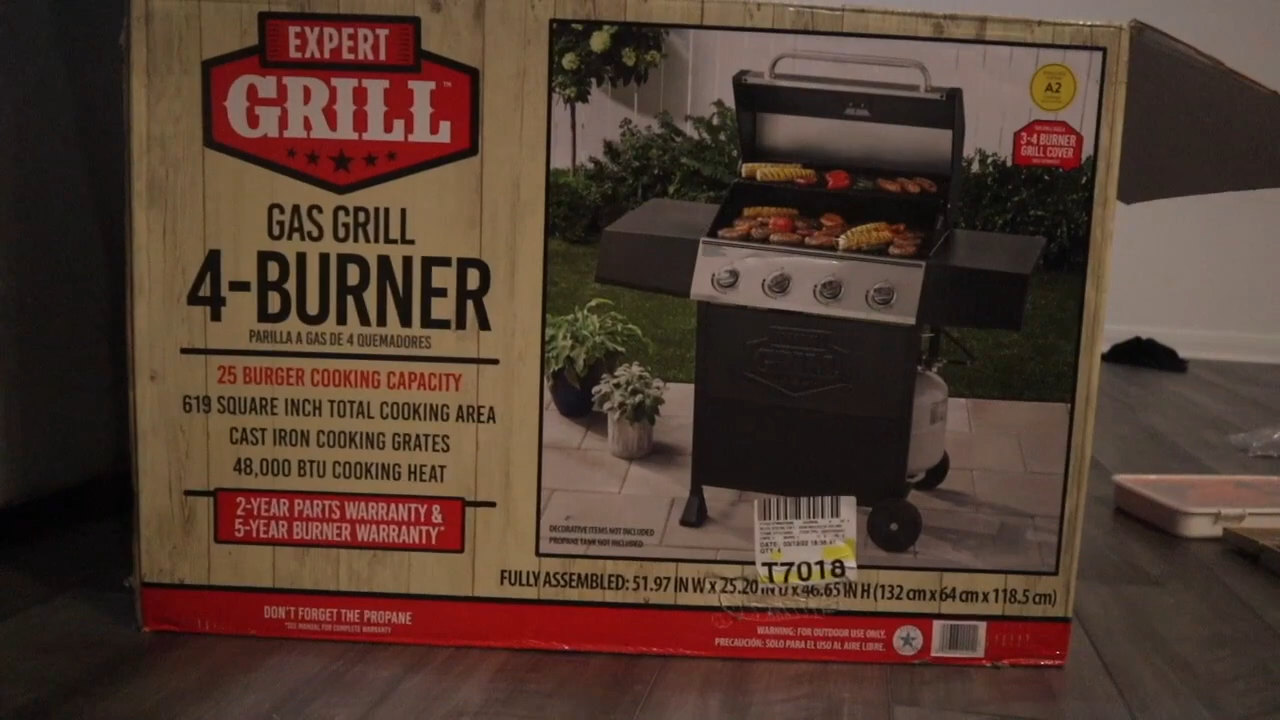 EXPERT
GRILL™
GAS GRILL
4-BURNER
PARILLA A GAS DE 4 QUEMADORES
25 BURGER COOKING CAPACITY
619 SQUARE INCH TOTAL COOKING AREA
CAST IRON COOKING GRATES
48,000 BTU COOKING HEAT
2-YEAR PARTS WARRANTY &
5-YEAR BURNER WARRANTY*
A2
3-4 BURNER
GRILL COVER
GRILL
DECORATIVE ITEMS NOT INCLUDED
PROPANE TANK NOT INCLUDED
DATE:
QTY:
T7018
FULLY ASSEMBLED: 51.97 IN W x 25.20 IN D x 46.65 IN H (132 cm x 64 cm x 118.5 cm)
DON'T FORGET THE PROPANE
*SEE MANUAL FOR COMPLETE WARRANTY
WARNING: FOR OUTDOOR USE ONLY.
PRECAUCIÓN: SOLO PARA EL USO AL AIRE LIBRE.